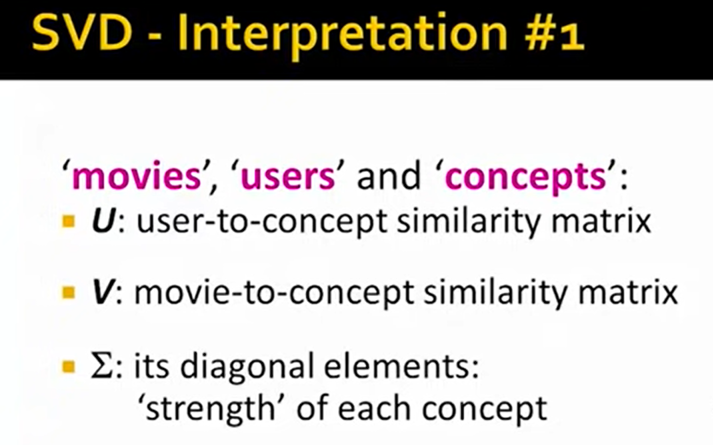 SVD - Interpretation #1
‘movies’, ‘users’ and ‘concepts’:
▪ U: user-to-concept similarity matrix
▪ V: movie-to-concept similarity matrix
▪ Σ: its diagonal elements:
‘strength’ of each concept